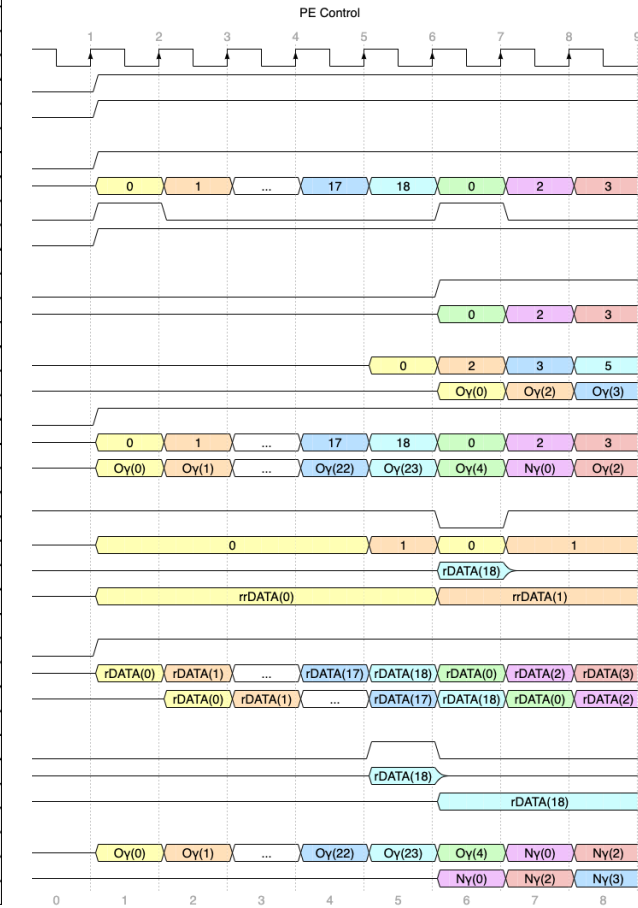 PE Control
1 2 3 4 5 6 7 8 9
0 1 ... 17 18 0 2 3
0 2 3
0 2 3 5
Oγ(0) Oγ(2) Oγ(3)
0 1 ... 17 18 0 2 3
Oγ(0) Oγ(1) ... Oγ(22) Oγ(23) Oγ(4) Nγ(0) Oγ(2)
0 1 0 1
rDATA(18)
rrDATA(0) rrDATA(1)
rDATA(0) rDATA(1) ... rDATA(17) rDATA(18) rDATA(0) rDATA(2) rDATA(3)
rDATA(0) rDATA(1) ... rDATA(17) rDATA(18) rDATA(0) rDATA(2)
rDATA(18)
rDATA(18)
Oγ(0) Oγ(1) ... Oγ(22) Oγ(23) Oγ(4) Nγ(0) Nγ(2)
Nγ(0) Nγ(2) Nγ(3)
0 1 2 3 4 5 6 7 8